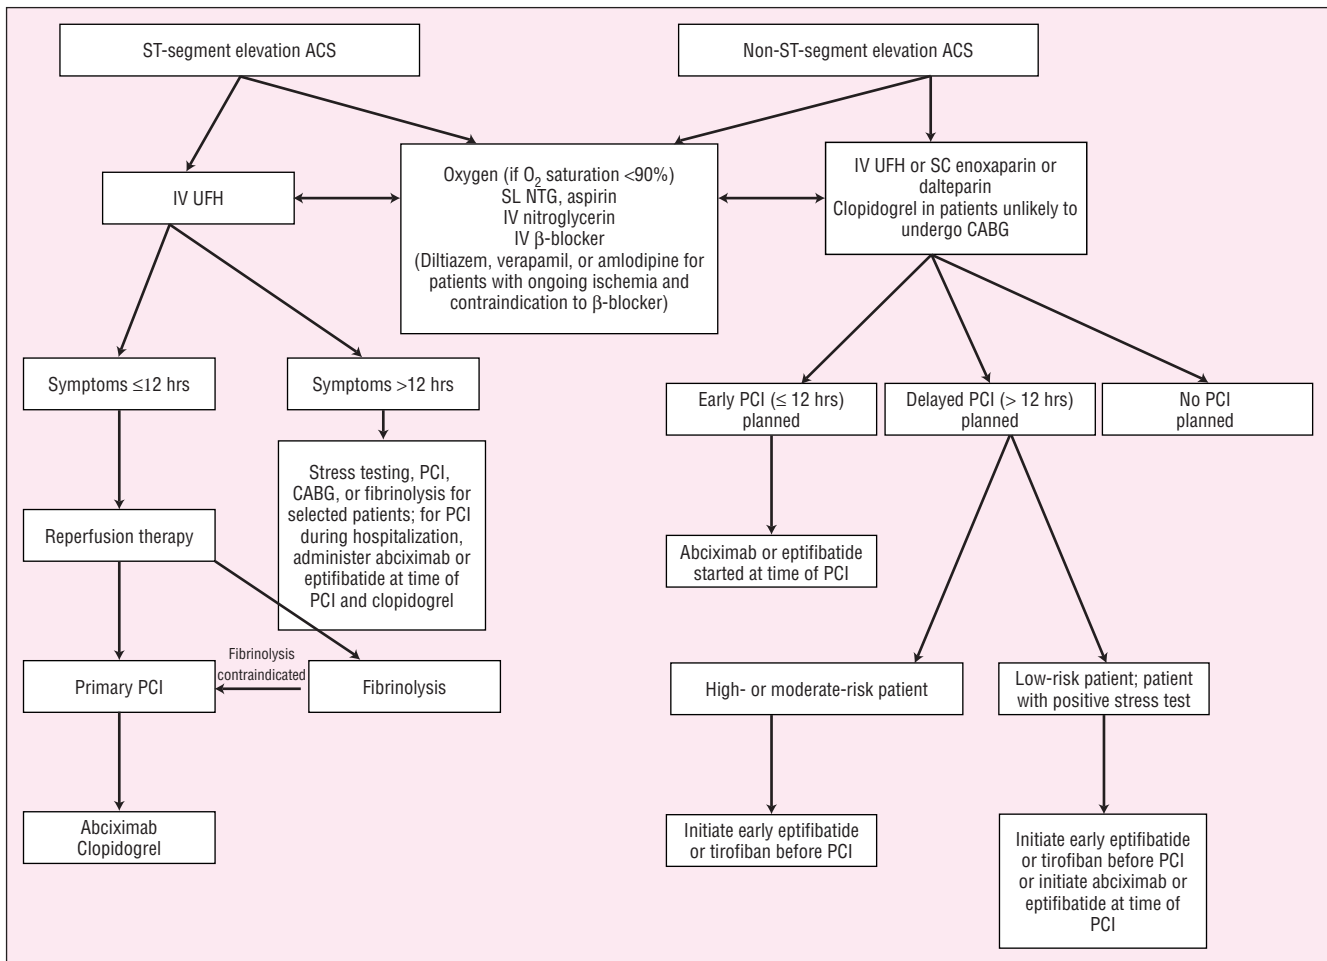 ST-segment elevation ACS
Non-ST-segment elevation ACS
IV UFH
Oxygen (if O₂ saturation <90%)
SL NTG, aspirin
IV nitroglycerin
IV β-blocker
(Diltiazem, verapamil, or amlodipine for
patients with ongoing ischemia and
contraindication to β-blocker)
IV UFH or SC enoxaparin or
dalteparin
Clopidogrel in patients unlikely to
undergo CABG
Symptoms ≤12 hrs
Symptoms >12 hrs
Early PCI (≤ 12 hrs)
planned
Delayed PCI (> 12 hrs)
planned
No PCI
planned
Stress testing, PCI,
CABG, or fibrinolysis for
selected patients; for PCI
during hospitalization,
administer abciximab or
eptifibatide at time of
PCI and clopidogrel
Reperfusion therapy
Abciximab or eptifibatide
started at time of PCI
Primary PCI
Fibrinolysis
contraindicated
Fibrinolysis
High- or moderate-risk patient
Low-risk patient; patient
with positive stress test
Abciximab
Clopidogrel
Initiate early eptifibatide
or tirofiban before PCI
Initiate early eptifibatide
or tirofiban before PCI
or initiate abciximab or
eptifibatide at time of
PCI